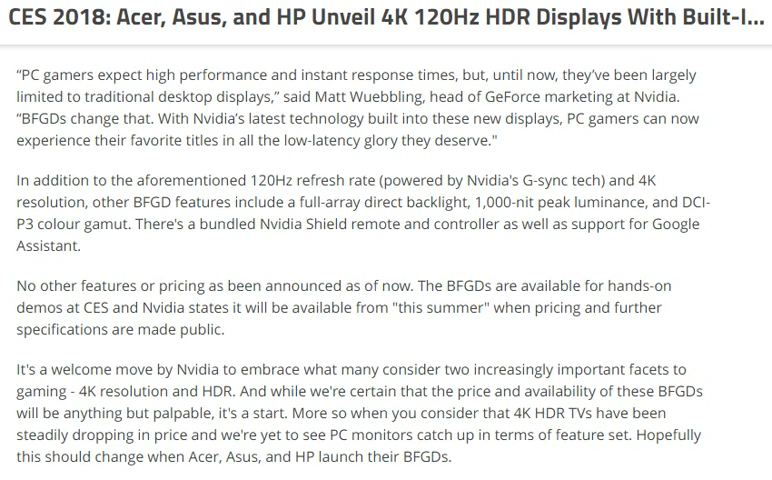 CES 2018: Acer, Asus, and HP Unveil 4K 120Hz HDR Displays With Built-I...
“PC gamers expect high performance and instant response times, but, until now, they’ve been largely
limited to traditional desktop displays,” said Matt Wuebbling, head of GeForce marketing at Nvidia.
“BFGDs change that. With Nvidia’s latest technology built into these new displays, PC gamers can now
experience their favorite titles in all the low-latency glory they deserve."
In addition to the aforementioned 120Hz refresh rate (powered by Nvidia's G-sync tech) and 4K
resolution, other BFGD features include a full-array direct backlight, 1,000-nit peak luminance, and DCI-
P3 colour gamut. There's a bundled Nvidia Shield remote and controller as well as support for Google
Assistant.
No other features or pricing as been announced as of now. The BFGDs are available for hands-on
demos at CES and Nvidia states it will be available from "this summer" when pricing and further
specifications are made public.
It's a welcome move by Nvidia to embrace what many consider two increasingly important facets to
gaming - 4K resolution and HDR. And while we're certain that the price and availability of these BFGDs
will be anything but palpable, it's a start. More so when you consider that 4K HDR TVs have been
steadily dropping in price and we're yet to see PC monitors catch up in terms of feature set. Hopefully
this should change when Acer, Asus, and HP launch their BFGDs.